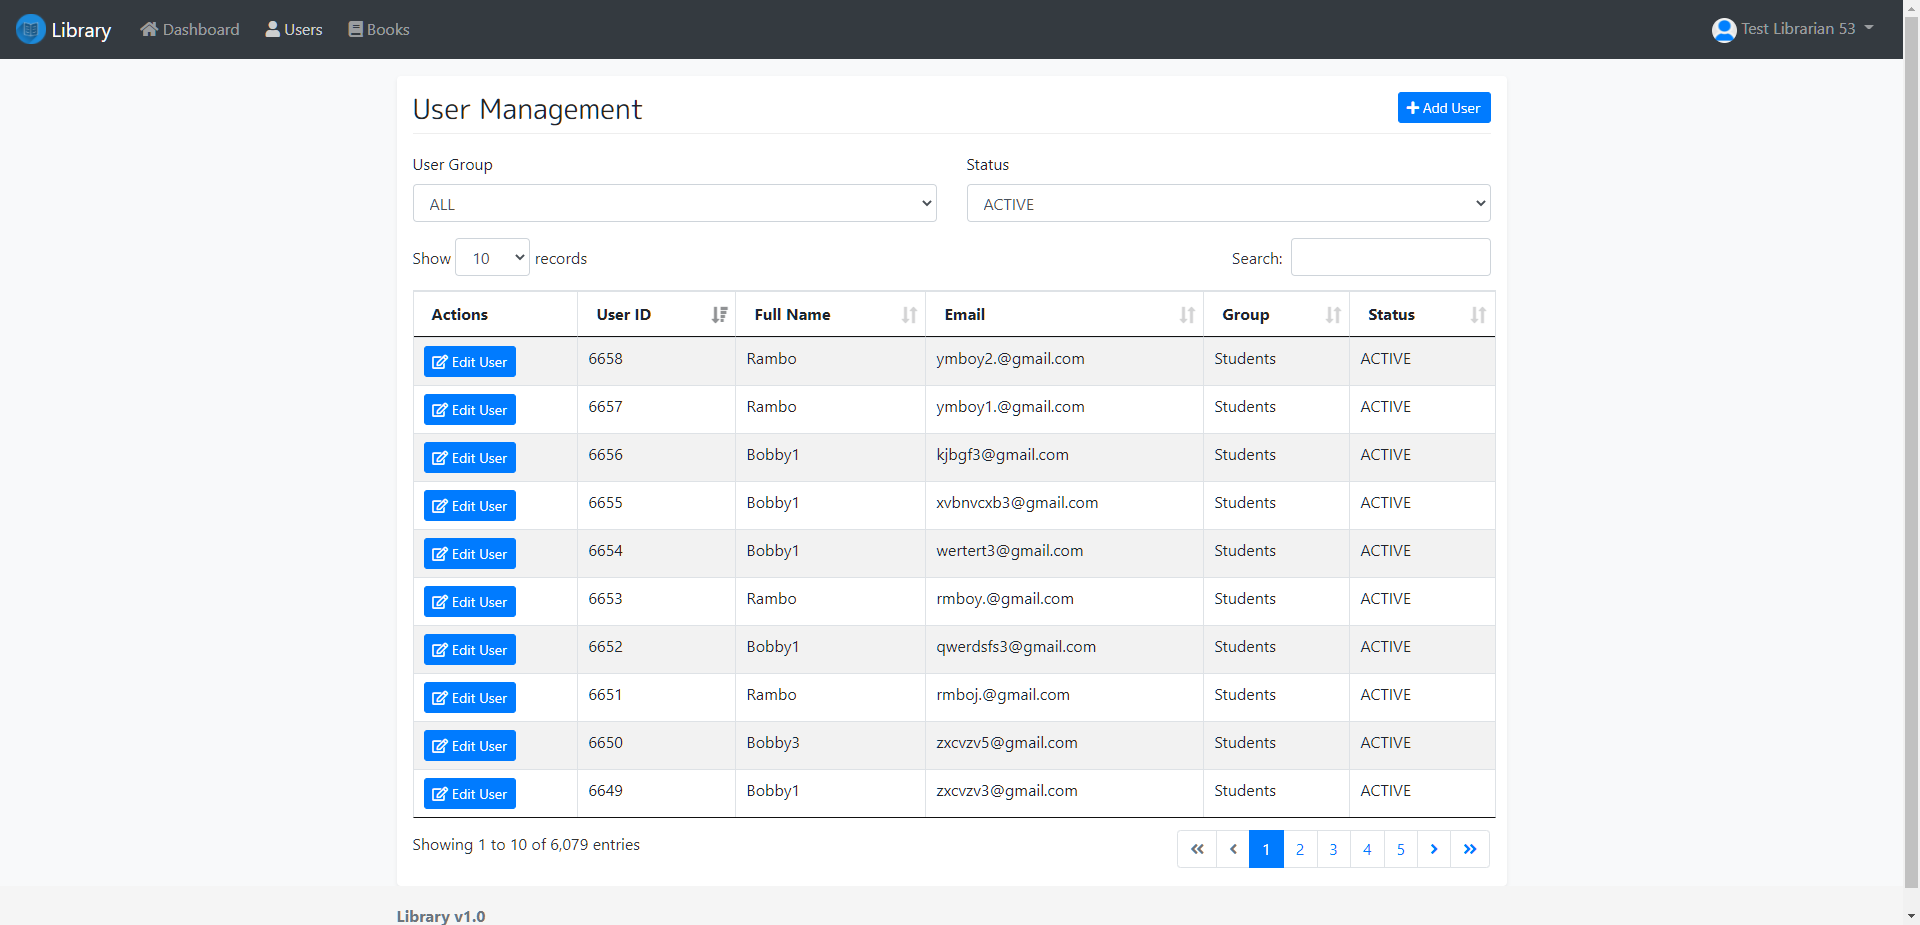 Library Dashboard Users Books Test Librarian 53
User Management Add User
User Group Status
ALL ACTIVE
Show 10 records Search:
Actions User ID Full Name Email Group Status
Edit User 6658 Rambo ymboy2.@gmail.com Students ACTIVE
Edit User 6657 Rambo ymboy1.@gmail.com Students ACTIVE
Edit User 6656 Bobby1 kjbgf3@gmail.com Students ACTIVE
Edit User 6655 Bobby1 xvbnvcxb3@gmail.com Students ACTIVE
Edit User 6654 Bobby1 wertert3@gmail.com Students ACTIVE
Edit User 6653 Rambo rmboy.@gmail.com Students ACTIVE
Edit User 6652 Bobby1 qwerdsfs3@gmail.com Students ACTIVE
Edit User 6651 Rambo rmboj.@gmail.com Students ACTIVE
Edit User 6650 Bobby3 zxcvzv5@gmail.com Students ACTIVE
Edit User 6649 Bobby1 zxcvzv3@gmail.com Students ACTIVE
Showing 1 to 10 of 6,079 entries « ‹ 1 2 3 4 5 › »
Library v1.0